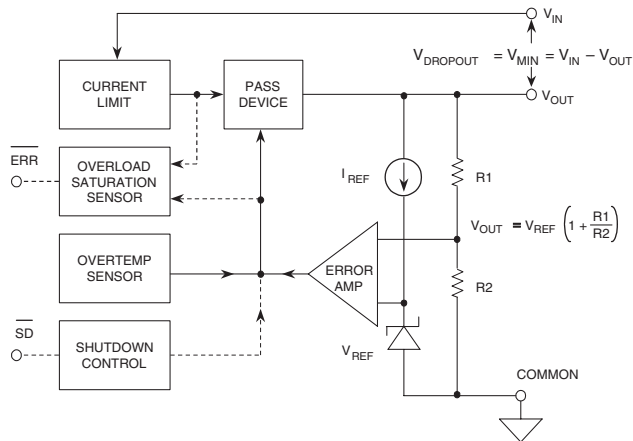 V_IN
V_DROPOUT = V_MIN = V_IN – V_OUT
CURRENT
LIMIT
PASS
DEVICE
V_OUT
ERR
OVERLOAD
SATURATION
SENSOR
I_REF
R1
V_OUT = V_REF (1 + R1/R2)
OVERTEMP
SENSOR
ERROR
AMP
R2
SD
SHUTDOWN
CONTROL
V_REF
COMMON